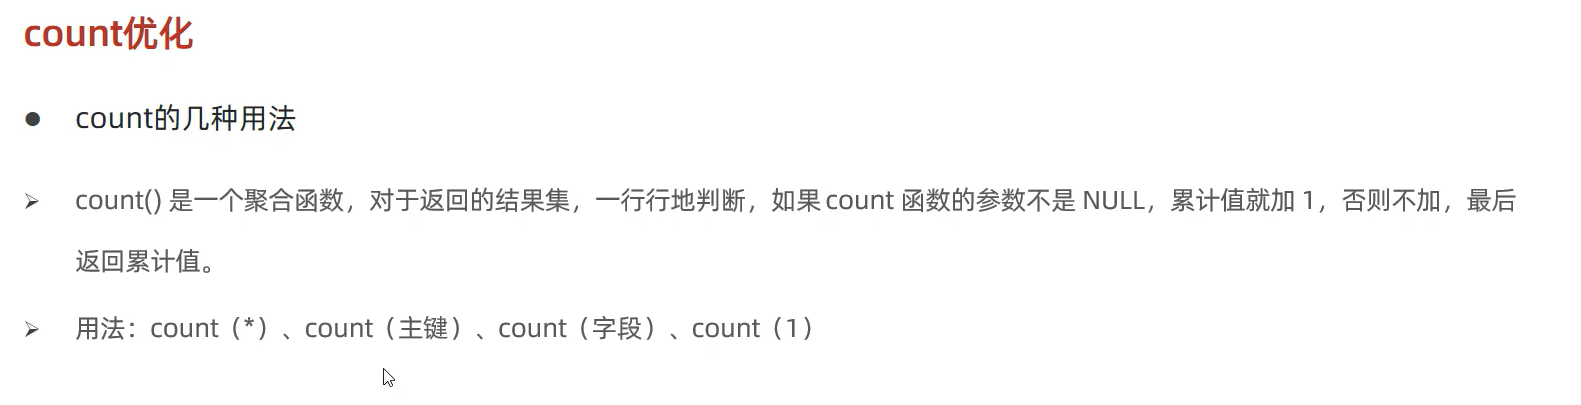 count优化
● count的几种用法
➢ count() 是一个聚合函数，对于返回的结果集，一行行地判断，如果 count 函数的参数不是 NULL，累计值就加 1，否则不加，最后
返回累计值。
➢ 用法：count（*）、count（主键）、count（字段）、count（1）